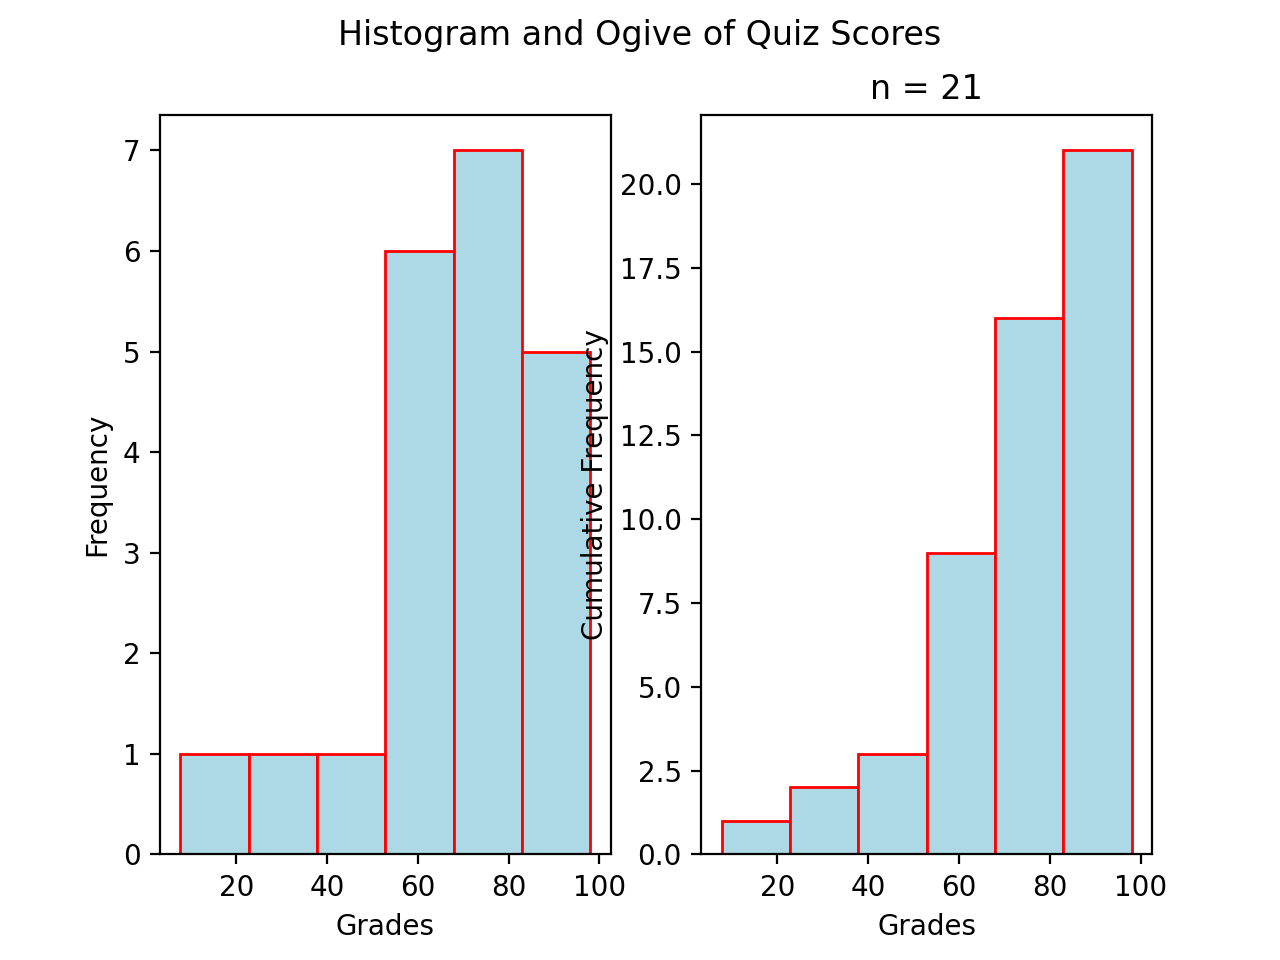 Histogram and Ogive of Quiz Scores
7
6
5
4
3
2
1
0
Frequency
20 40 60 80 100
Grades
n = 21
20.0
17.5
15.0
12.5
10.0
7.5
5.0
2.5
0.0
Cumulative Frequency
20 40 60 80 100
Grades